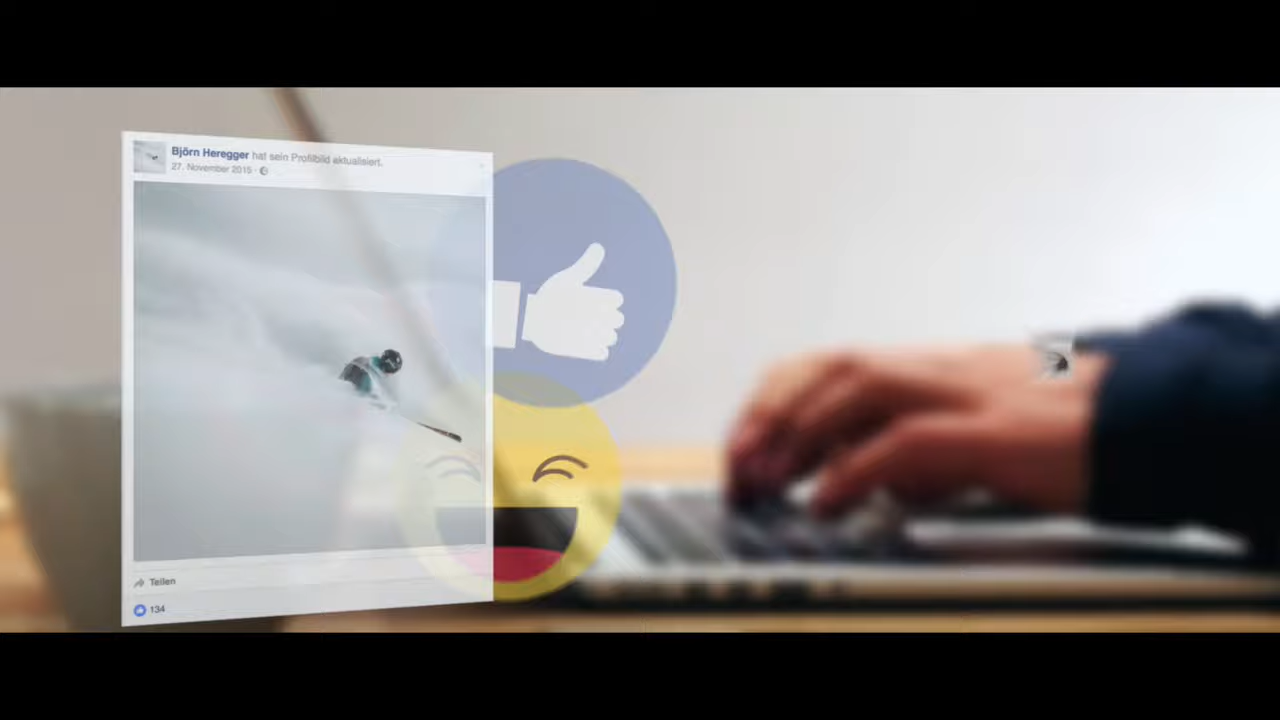 Björn Heregger hat sein Profilbild aktualisiert.
27. November 2015 ·
Teilen
134